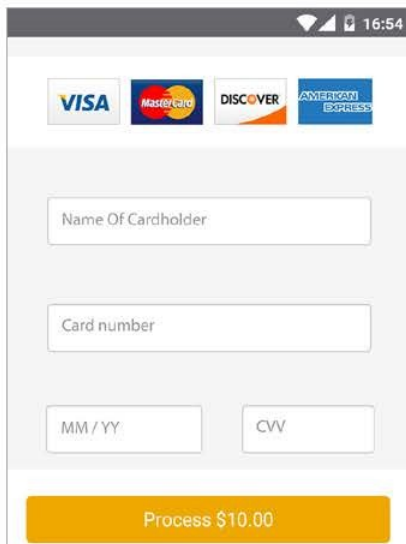 16:54
VISA MasterCard DISCOVER AMERICAN EXPRESS
Name Of Cardholder
Card number
MM / YY CVV
Process $10.00